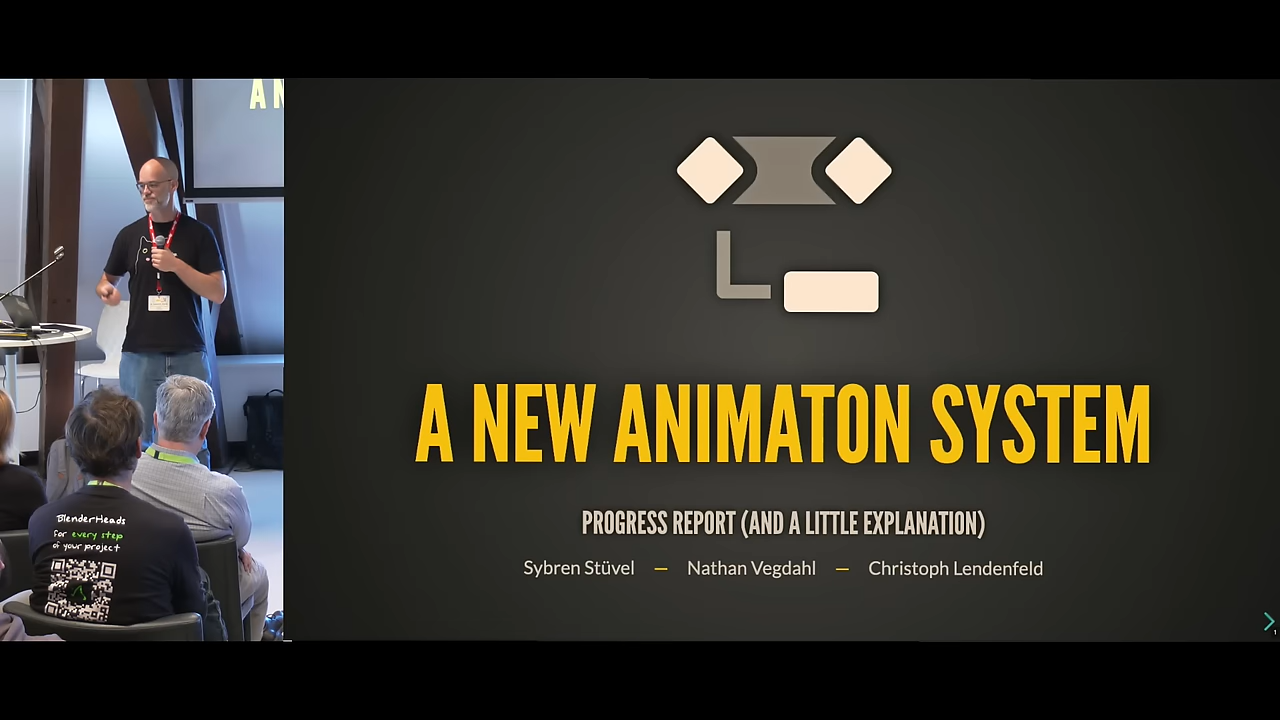 A N
BlenderHeads
for every step
of your project
A NEW ANIMATON SYSTEM
PROGRESS REPORT (AND A LITTLE EXPLANATION)
Sybren Stüvel — Nathan Vegdahl — Christoph Lendenfeld
1